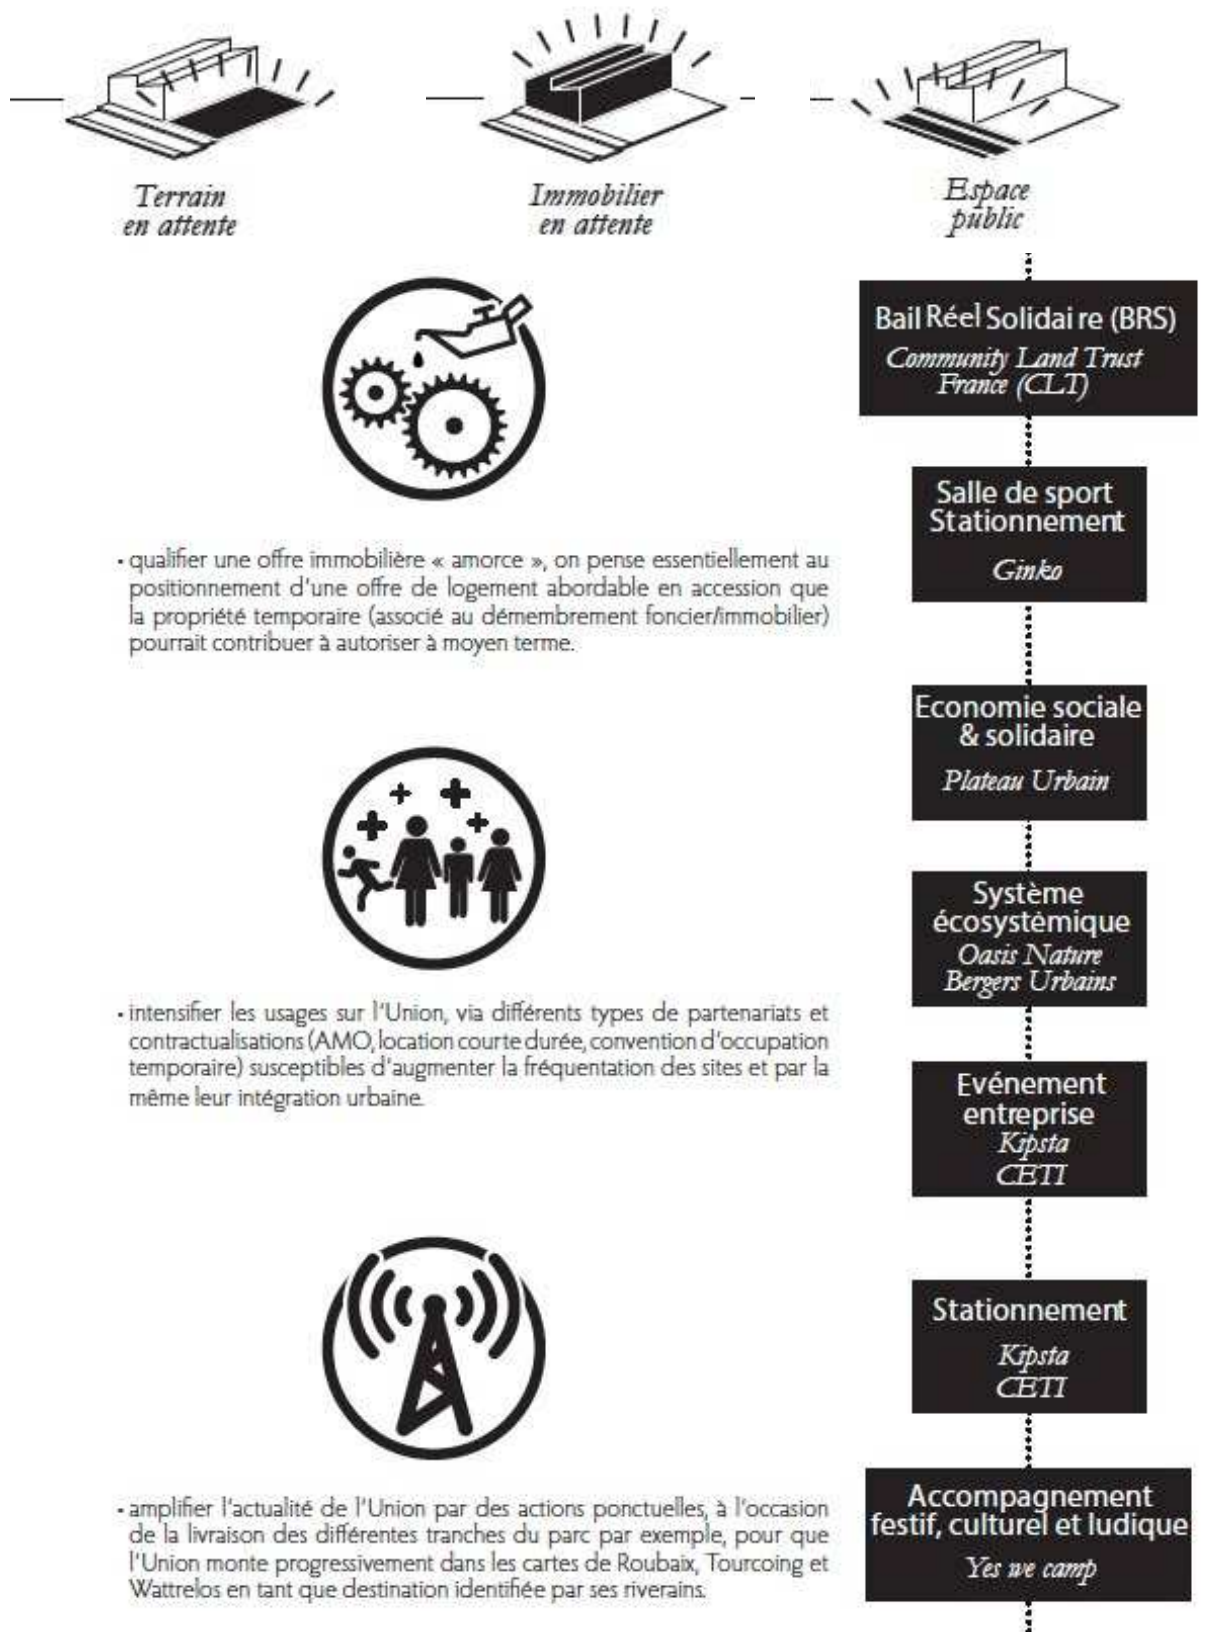 Terrain
en attente
Immobilier
en attente
Espace
public
Bail Réel Solidaire (BRS)
Community Land Trust
France (CLT)
Salle de sport
Stationnement
Ginko
• qualifier une offre immobilière « amorce », on pense essentiellement au
positionnement d'une offre de logement abordable en accession que
la propriété temporaire (associé au démembrement foncier/immobilier)
pourrait contribuer à autoriser à moyen terme.
Economie sociale
& solidaire
Plateau Urbain
Système
écosystémique
Oasis Nature
Bergers Urbains
• intensifier les usages sur l'Union, via différents types de partenariats et
contractualisations (AMO, location courte durée, convention d'occupation
temporaire) susceptibles d'augmenter la fréquentation des sites et par la
même leur intégration urbaine.
Evénement
entreprise
Kipsta
CETI
Stationnement
Kipsta
CETI
• amplifier l'actualité de l'Union par des actions ponctuelles, à l'occasion
de la livraison des différentes tranches du parc par exemple, pour que
l'Union monte progressivement dans les cartes de Roubaix, Tourcoing et
Wattrelos en tant que destination identifiée par ses riverains.
Accompagnement
festif, culturel et ludique
Yes we camp